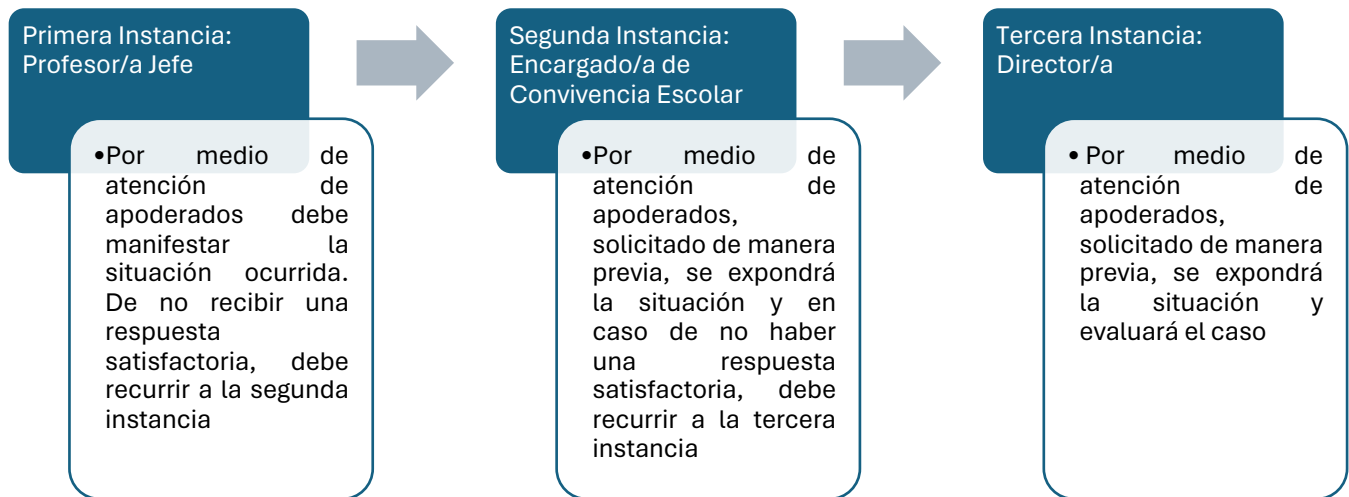 Primera Instancia:
Profesor/a Jefe
•Por medio de
atención de
apoderados debe
manifestar la
situación ocurrida.
De no recibir una
respuesta
satisfactoria, debe
recurrir a la segunda
instancia
Segunda Instancia:
Encargado/a de
Convivencia Escolar
•Por medio de
atención de
apoderados,
solicitado de manera
previa, se expondrá
la situación y en
caso de no haber
una respuesta
satisfactoria, debe
recurrir a la tercera
instancia
Tercera Instancia:
Director/a
• Por medio de
atención de
apoderados,
solicitado de manera
previa, se expondrá
la situación y
evaluará el caso